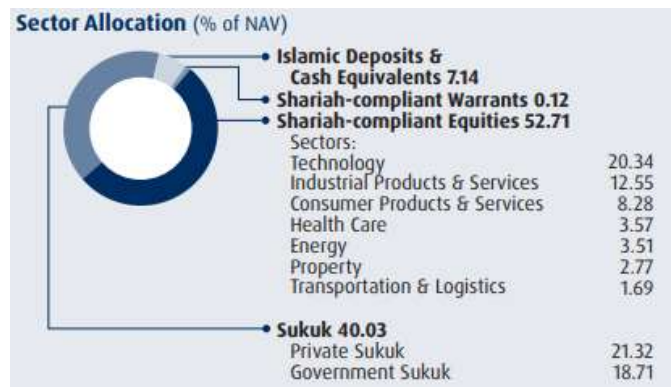 Sector Allocation (% of NAV)
Islamic Deposits &
Cash Equivalents 7.14
Shariah-compliant Warrants 0.12
Shariah-compliant Equities 52.71
Sectors:
Technology 20.34
Industrial Products & Services 12.55
Consumer Products & Services 8.28
Health Care 3.57
Energy 3.51
Property 2.77
Transportation & Logistics 1.69
Sukuk 40.03
Private Sukuk 21.32
Government Sukuk 18.71